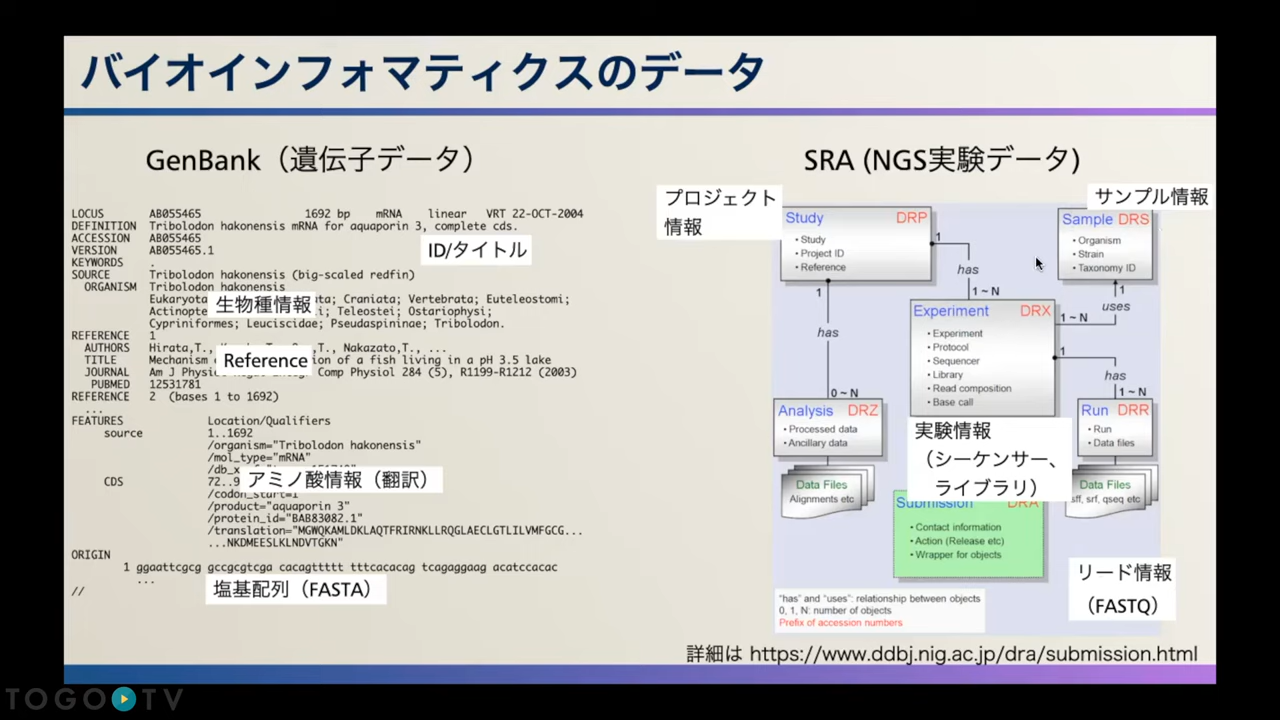 バイオインフォマティクスのデータ
GenBank（遺伝子データ）
LOCUS AB055465 1692 bp mRNA linear VRT 22-OCT-2004
DEFINITION Tribolodon hakonensis mRNA for aquaporin 3, complete cds.
ACCESSION AB055465
VERSION AB055465.1
ID/タイトル
KEYWORDS .
SOURCE Tribolodon hakonensis (big-scaled redfin)
ORGANISM Tribolodon hakonensis
Eukaryota; Craniata; Vertebrata; Euteleostomi;
生物種情報
Teleostei; Ostariophysi;
Cypriniformes; Leuciscidae; Pseudaspininae; Tribolodon.
REFERENCE 1
AUTHORS Hirata,T., Nakazato,T., ...
TITLE Mechanism of a fish living in a pH 3.5 lake
Reference
JOURNAL Am J Physiol Comp Physiol 284 (5), R1199-R1212 (2003)
PUBMED 12531781
REFERENCE 2 (bases 1 to 1692)
...
FEATURES Location/Qualifiers
source 1..1692
/organism="Tribolodon hakonensis"
/mol_type="mRNA"
アミノ酸情報（翻訳）
CDS
/codon_start=1
/product="aquaporin 3"
/protein_id="BAB83082.1"
/translation="MGWQKAMLDKLAQTFRIRNKLLRQGLAECLGTLILVMFGCG...
...NKDMEESLKLNDVTGKN"
ORIGIN
1 ggaattcgcg gccgcgtcga cacagttttt tttcacacag tcagaggaag acatccacac
...
塩基配列（FASTA）
//
SRA (NGS実験データ)
プロジェクト
情報
サンプル情報
Study DRP
• Study
• Project ID
• Reference
Sample DRS
• Organism
• Strain
• Taxonomy ID
1
has
1 ~ N
1
uses
1 ~ N
Experiment DRX
• Experiment
• Protocol
• Sequencer
• Library
• Read composition
• Base call
1
has
0 ~ N
1
has
1 ~ N
Analysis DRZ
• Processed data
• Ancillary data
Run DRR
• Run
• Data files
実験情報
（シーケンサー、
ライブラリ）
Data Files
Alignments etc
Data Files
sff, srf, qseq etc
Submission DRA
• Contact information
• Action (Release etc)
• Wrapper for objects
リード情報
（FASTQ）
"has" and "uses": relationship between objects
0, 1, N: number of objects
Prefix of accession numbers
詳細は https://www.ddbj.nig.ac.jp/dra/submission.html
TOGO TV